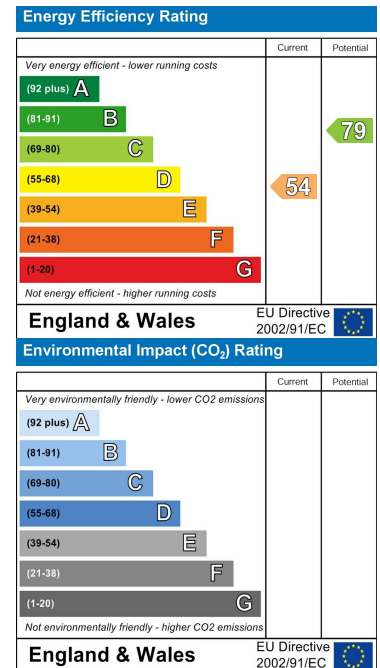 Energy Efficiency Rating
Current Potential
Very energy efficient - lower running costs
(92 plus) A
(81-91) B
79
(69-80) C
(55-68) D
54
(39-54) E
(21-38) F
(1-20) G
Not energy efficient - higher running costs
England & Wales
EU Directive
2002/91/EC
Environmental Impact (CO₂) Rating
Current Potential
Very environmentally friendly - lower CO2 emissions
(92 plus) A
(81-91) B
(69-80) C
(55-68) D
(39-54) E
(21-38) F
(1-20) G
Not environmentally friendly - higher CO2 emissions
England & Wales
EU Directive
2002/91/EC